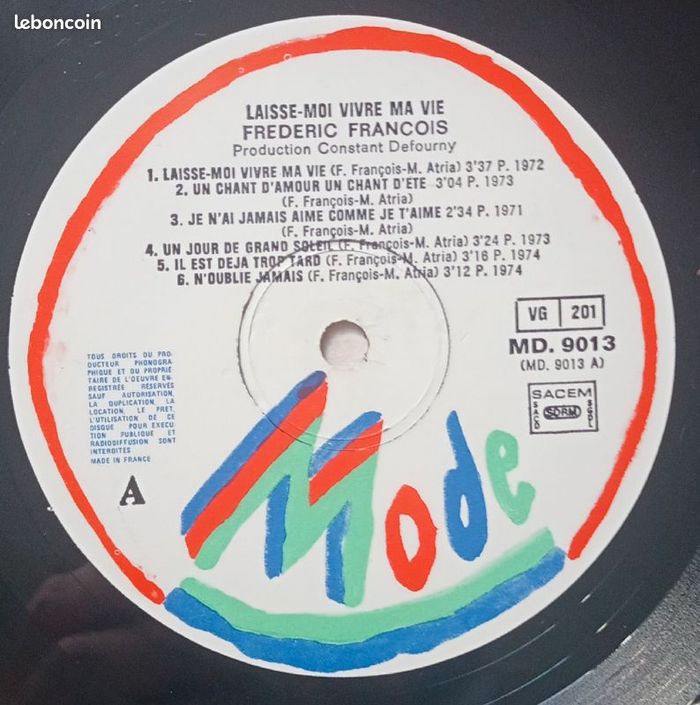 leboncoin
LAISSE-MOI VIVRE MA VIE
FREDERIC FRANCOIS
Production Constant Defourny
1. LAISSE-MOI VIVRE MA VIE (F. François-M. Atria) 3'37 P. 1972
2. UN CHANT D'AMOUR UN CHANT D'ETE 3'04 P. 1973
(F. François-M. Atria)
3. JE N'AI JAMAIS AIME COMME JE T'AIME 2'34 P. 1971
(F. François-M. Atria)
4. UN JOUR DE GRAND SOLEIL (F. François-M. Atria) 3'24 P. 1973
5. IL EST DEJA TROP TARD (F. François-M. Atria) 3'16 P. 1974
6. N'OUBLIE JAMAIS (F. François-M. Atria) 3'12 P. 1974
VG 201
MD. 9013
(MD. 9013 A)
SACEM
SACD SDRM SGDL
TOUS DROITS DU PRO-
DUCTEUR PHONOGRA-
PHIQUE ET DU PROPRIE-
TAIRE DE L'OEUVRE EN-
REGISTREE RÉSERVÉS
SAUF AUTORISATION,
LA DUPLICATION, LA
LOCATION, LE PRET,
L'UTILISATION DE CE
DISQUE POUR EXECU
TION PUBLIQUE ET
RADIODIFFUSION SONT
INTERDITES
MADE IN FRANCE
A
Mode